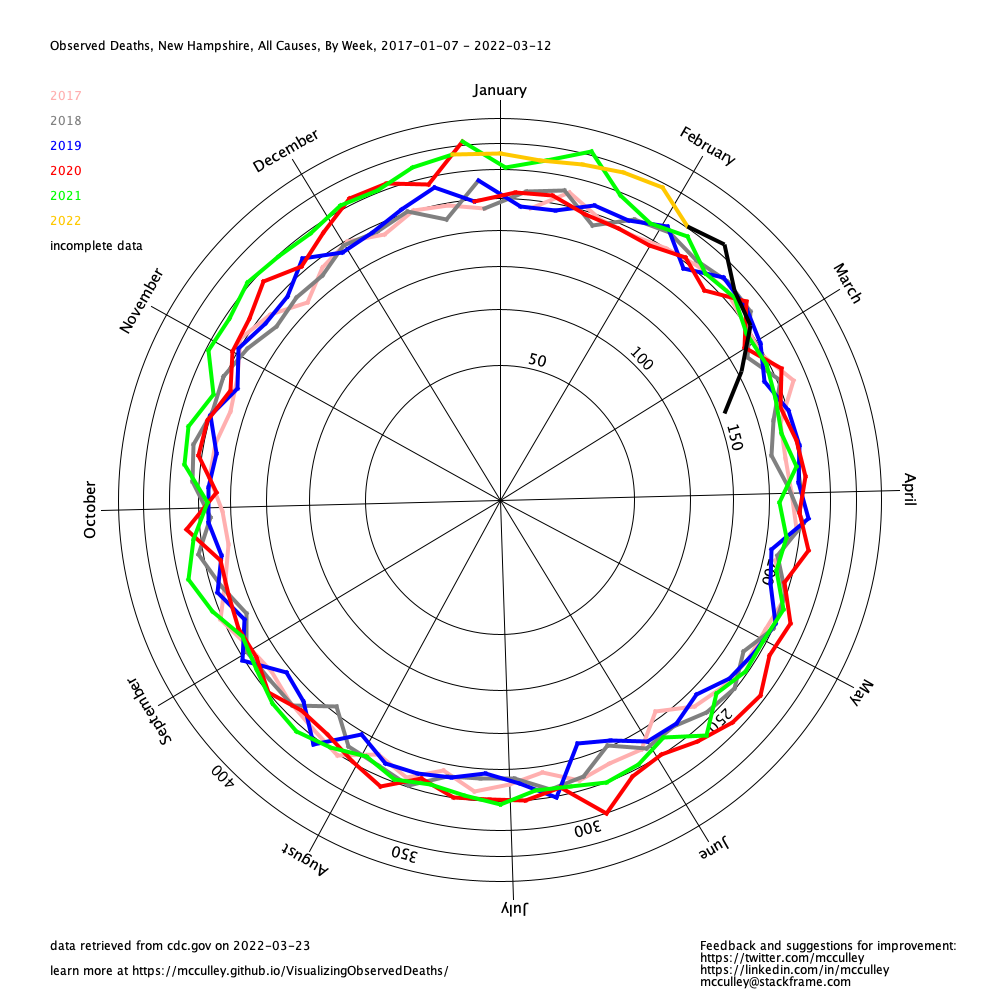 Observed Deaths, New Hampshire, All Causes, By Week, 2017-01-07 - 2022-03-12
2017
2018
2019
2020
2021
2022
incomplete data
January
February
March
April
May
June
July
August
September
October
November
December
50
100
150
200
250
300
350
400
data retrieved from cdc.gov on 2022-03-23
learn more at https://mcculley.github.io/VisualizingObservedDeaths/
Feedback and suggestions for improvement:
https://twitter.com/mcculley
https://linkedin.com/in/mcculley
mcculley@stackframe.com